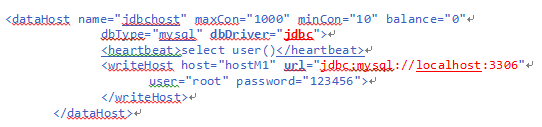 <dataHost name="jdbchost" maxCon="1000" minCon="10" balance="0"
dbType="mysql" dbDriver="jdbc">
<heartbeat>select user()</heartbeat>
<writeHost host="hostM1" url="jdbc:mysql://localhost:3306"
user="root" password="123456">
</writeHost>
</dataHost>